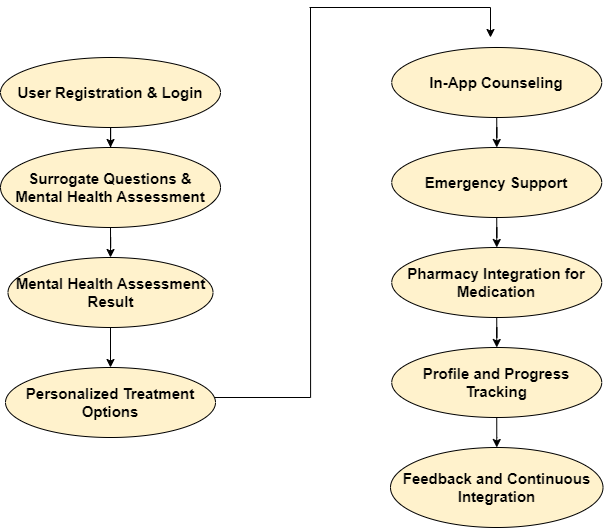 User Registration & Login
Surrogate Questions &
Mental Health Assessment
Mental Health Assessment
Result
Personalized Treatment
Options
In-App Counseling
Emergency Support
Pharmacy Integration for
Medication
Profile and Progress
Tracking
Feedback and Continuous
Integration